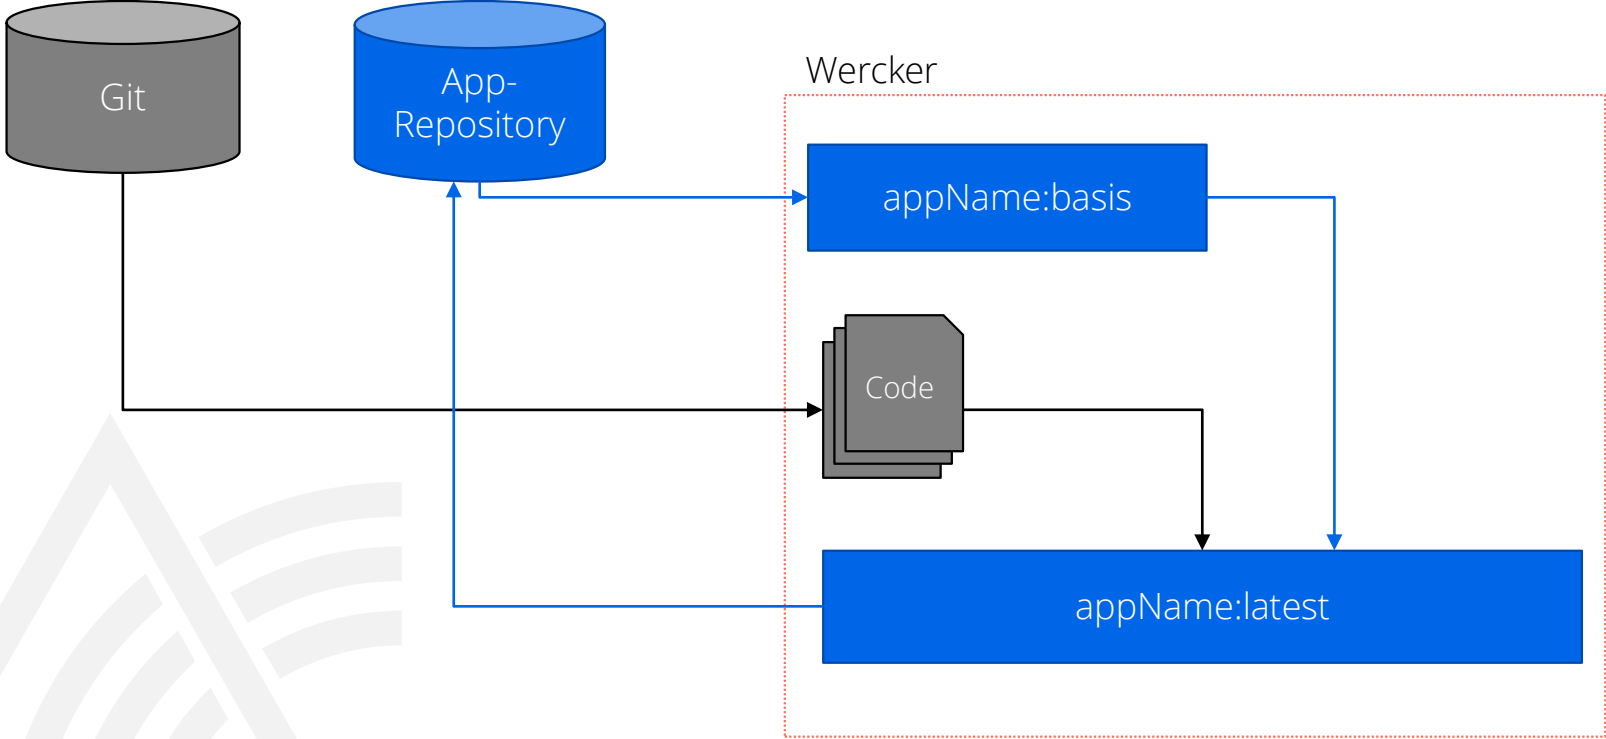 Git
App-
Repository
Wercker
appName:basis
Code
appName:latest